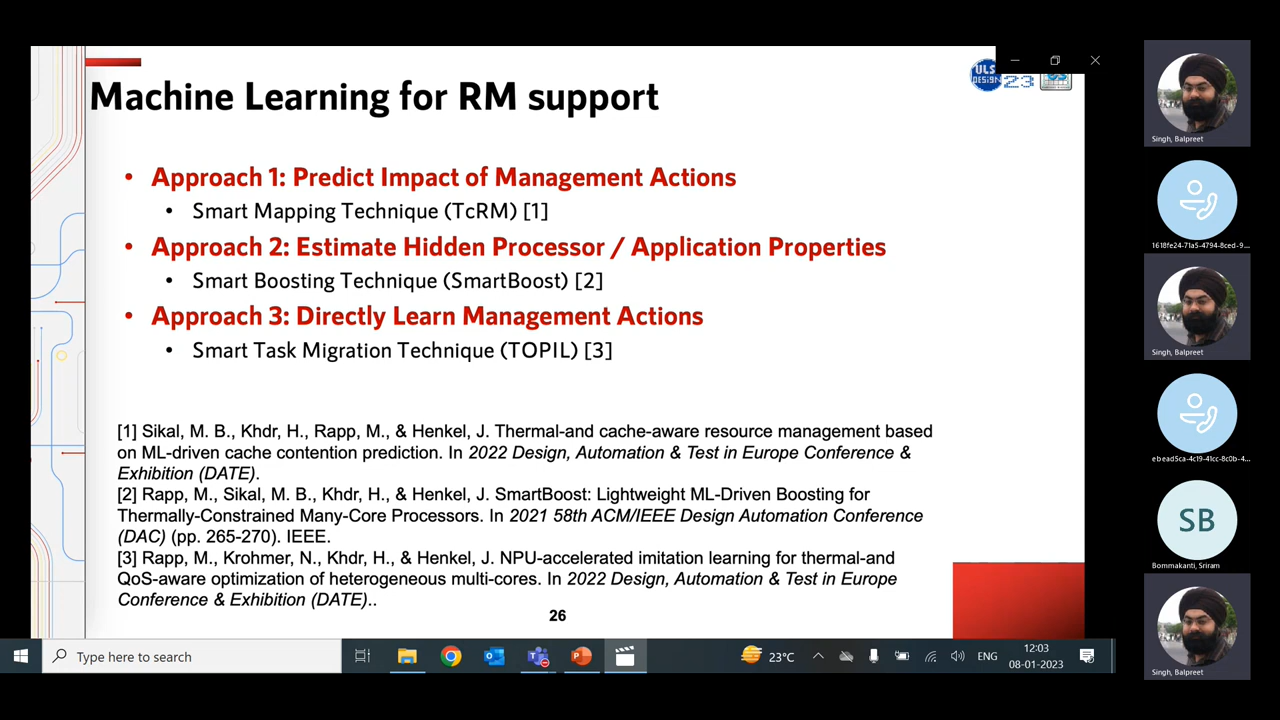 Machine Learning for RM support
ULS
DESIGN
23
• Approach 1: Predict Impact of Management Actions
• Smart Mapping Technique (TcRM) [1]
• Approach 2: Estimate Hidden Processor / Application Properties
• Smart Boosting Technique (SmartBoost) [2]
• Approach 3: Directly Learn Management Actions
• Smart Task Migration Technique (TOPIL) [3]
[1] Sikal, M. B., Khdr, H., Rapp, M., & Henkel, J. Thermal-and cache-aware resource management based
on ML-driven cache contention prediction. In 2022 Design, Automation & Test in Europe Conference &
Exhibition (DATE).
[2] Rapp, M., Sikal, M. B., Khdr, H., & Henkel, J. SmartBoost: Lightweight ML-Driven Boosting for
Thermally-Constrained Many-Core Processors. In 2021 58th ACM/IEEE Design Automation Conference
(DAC) (pp. 265-270). IEEE.
[3] Rapp, M., Krohmer, N., Khdr, H., & Henkel, J. NPU-accelerated imitation learning for thermal-and
QoS-aware optimization of heterogeneous multi-cores. In 2022 Design, Automation & Test in Europe
Conference & Exhibition (DATE)..
26
Type here to search
23°C
ENG
12:03
08-01-2023
Singh, Balpreet
1618fe24-71a5-4794-8ced-9...
Singh, Balpreet
ebead5ca-4c19-41cc-8c0b-4...
SB
Bommakanti, Sriram
Singh, Balpreet